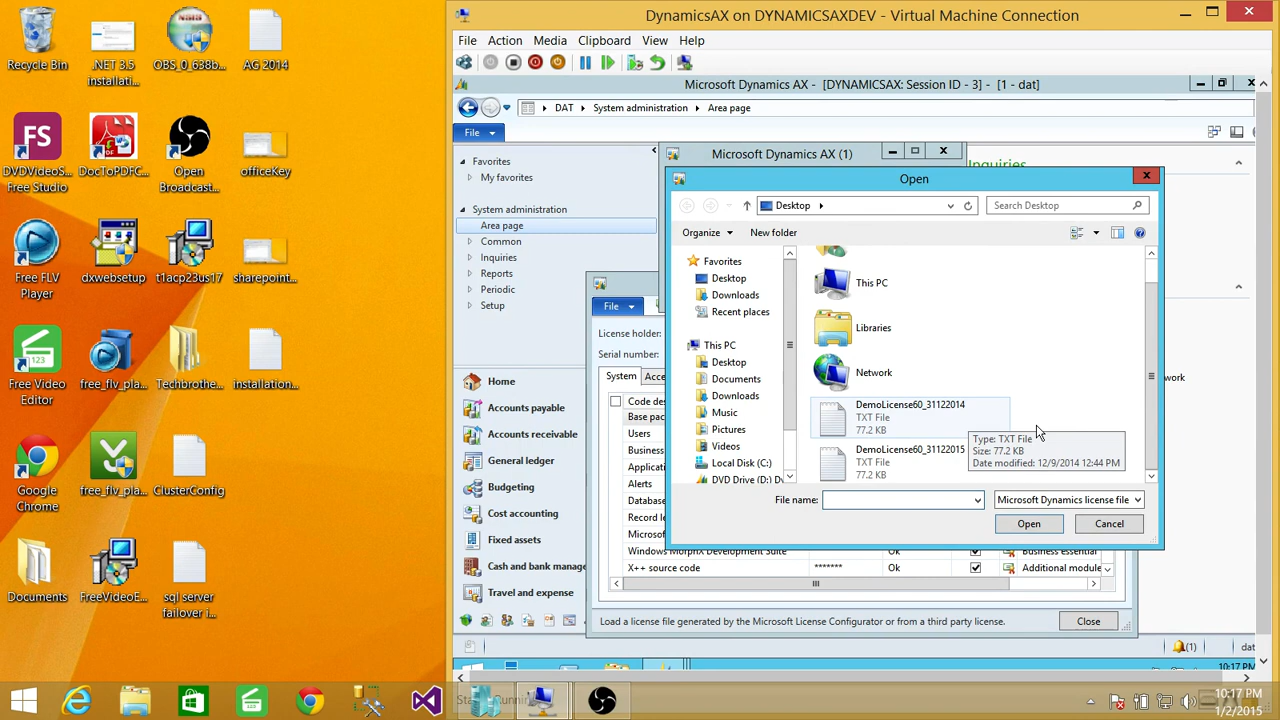 Recycle Bin
.NET 3.5
installati...
OBS_0_638b...
AG 2014
DVDVideoS...
Free Studio
DocToPDFC...
Open
Broadcast...
officeKey
Free FLV
Player
dxwebsetup
t1acp23us17
sharepoint...
Free Video
Editor
free_flv_pla...
Techbrothe...
installation...
Google
Chrome
free_flv_pla...
ClusterConfig
Documents
FreeVideoE...
sql server
failover i...
DynamicsAX on DYNAMICSAXDEV - Virtual Machine Connection
File Action Media Clipboard View Help
Microsoft Dynamics AX - [DYNAMICSAX: Session ID - 3] - [1 - dat]
DAT System administration Area page
File
Favorites
My favorites
System administration
Area page
Common
Inquiries
Reports
Periodic
Setup
Home
Accounts payable
Accounts receivable
General ledger
Budgeting
Cost accounting
Fixed assets
Cash and bank manage
Travel and expense
Inquiries
Microsoft Dynamics AX (1)
File
License holder:
Serial number:
System Acce
Code des
Base pac
Users
Business
Applicati
Alerts
Database
Record le
Microsof
Windows MorphX Development Suite Ok Business essential
X++ source code ******* Ok Additional module
Load a license file generated by the Microsoft License Configurator or from a third party license.
Close
Open
Desktop
Search Desktop
Organize New folder
Favorites
Desktop
Downloads
Recent places
This PC
Desktop
Documents
Downloads
Music
Pictures
Videos
Local Disk (C:)
DVD Drive (D:) D
This PC
Libraries
Network
DemoLicense60_31122014
TXT File
77.2 KB
DemoLicense60_31122015
TXT File
77.2 KB
Type: TXT File
Size: 77.2 KB
Date modified: 12/9/2014 12:44 PM
File name:
Microsoft Dynamics license file
Open Cancel
work
(1) dat
10:17 PM
10:17 PM
1/2/2015